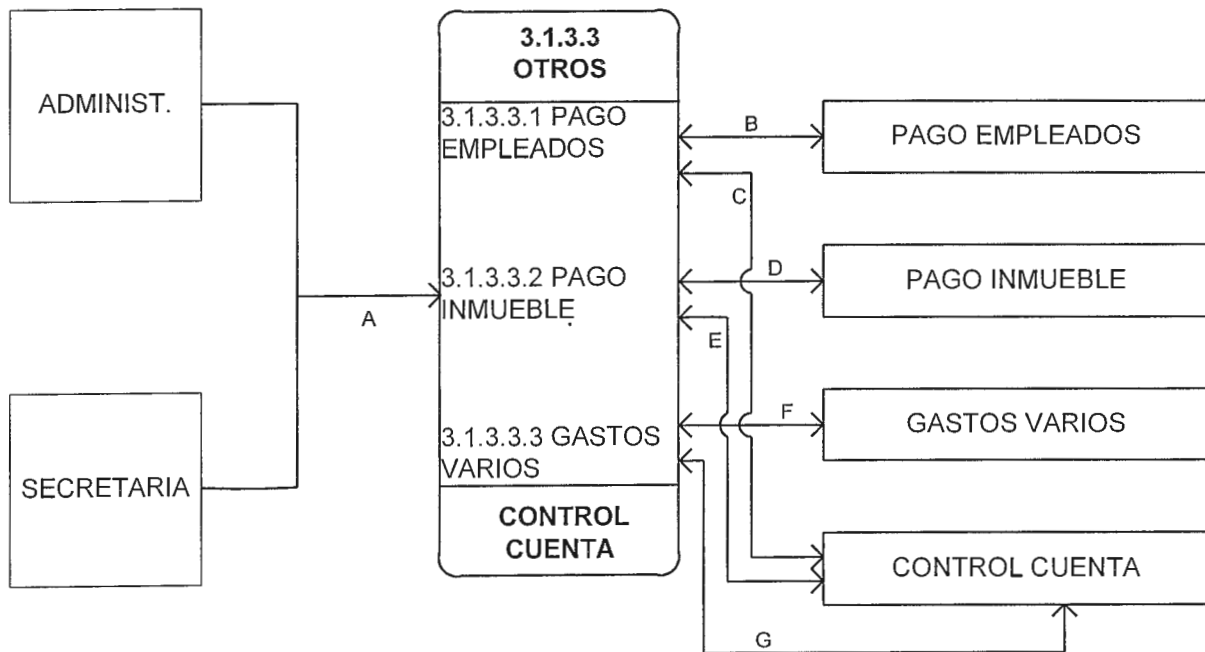 ADMINIST.
SECRETARIA
A
3.1.3.3
OTROS
3.1.3.3.1 PAGO
EMPLEADOS
3.1.3.3.2 PAGO
INMUEBLE
3.1.3.3.3 GASTOS
VARIOS
CONTROL
CUENTA
B
C
D
E
F
G
PAGO EMPLEADOS
PAGO INMUEBLE
GASTOS VARIOS
CONTROL CUENTA